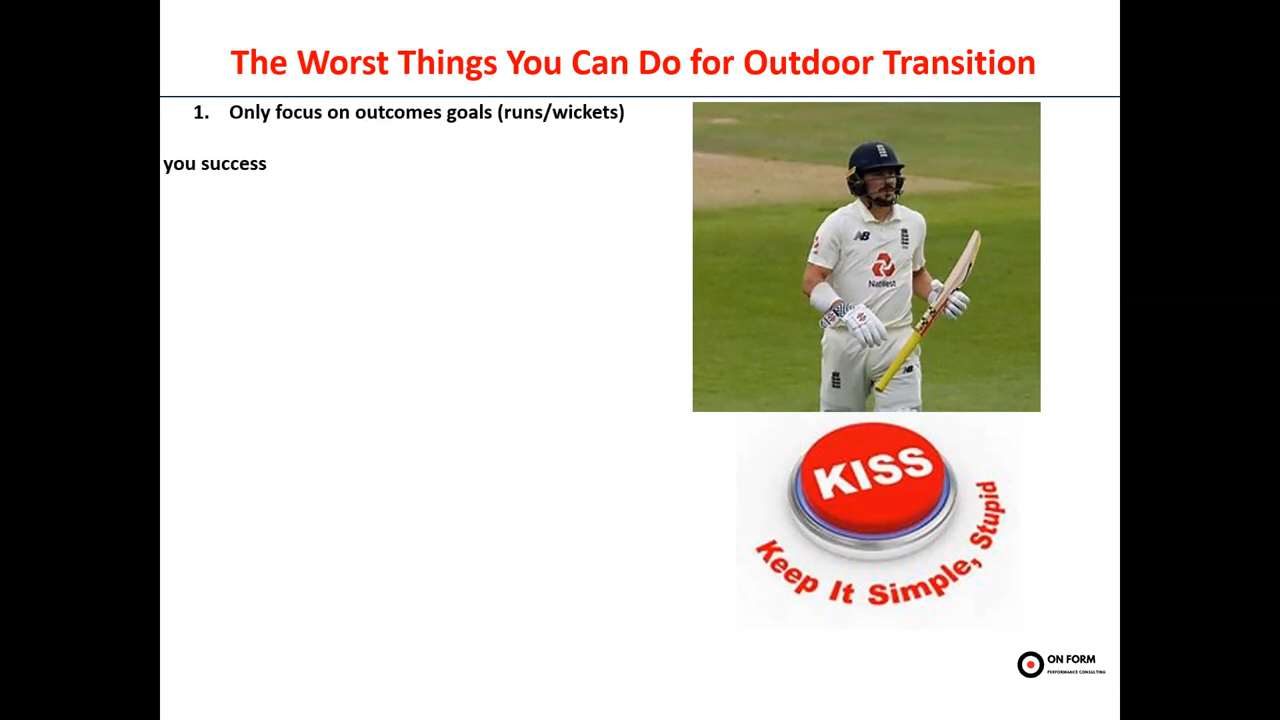 The Worst Things You Can Do for Outdoor Transition
1. Only focus on outcomes goals (runs/wickets)
you success
NB
NatWest
NB
KISS
Keep It Simple, Stupid
ON FORM
PERFORMANCE CONSULTING